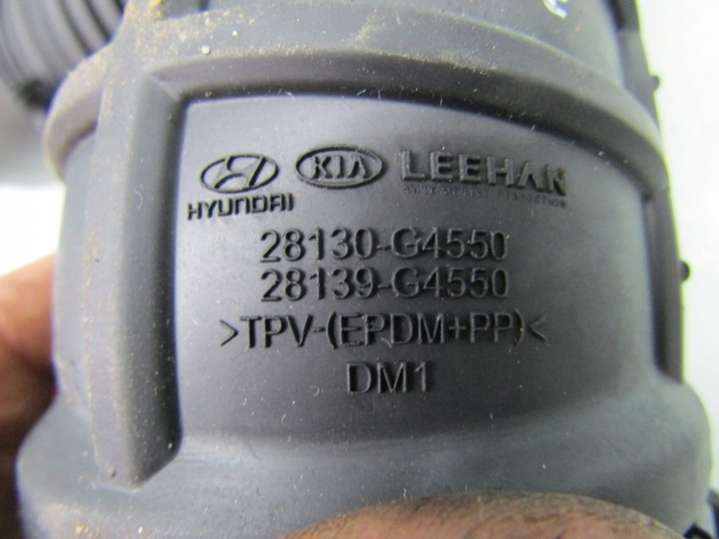 HYUNDAI KIA LEEHAN
28130-G4550
28139-G4550
>TPV-(EPDM+PP)<
DM1